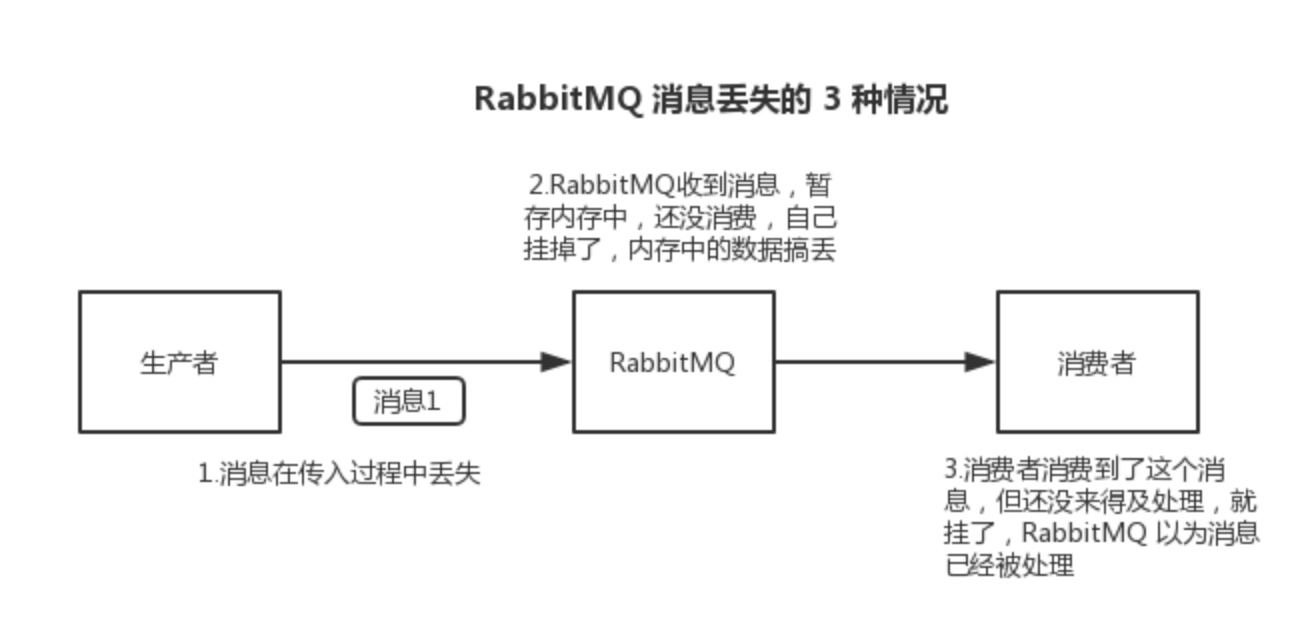 RabbitMQ 消息丢失的 3 种情况
2.RabbitMQ收到消息，暂
存内存中，还没消费，自己
挂掉了，内存中的数据搞丢
生产者
RabbitMQ
消费者
消息1
1.消息在传入过程中丢失
3.消费者消费到了这个消
息，但还没来得及处理，就
挂了，RabbitMQ 以为消息
已经被处理